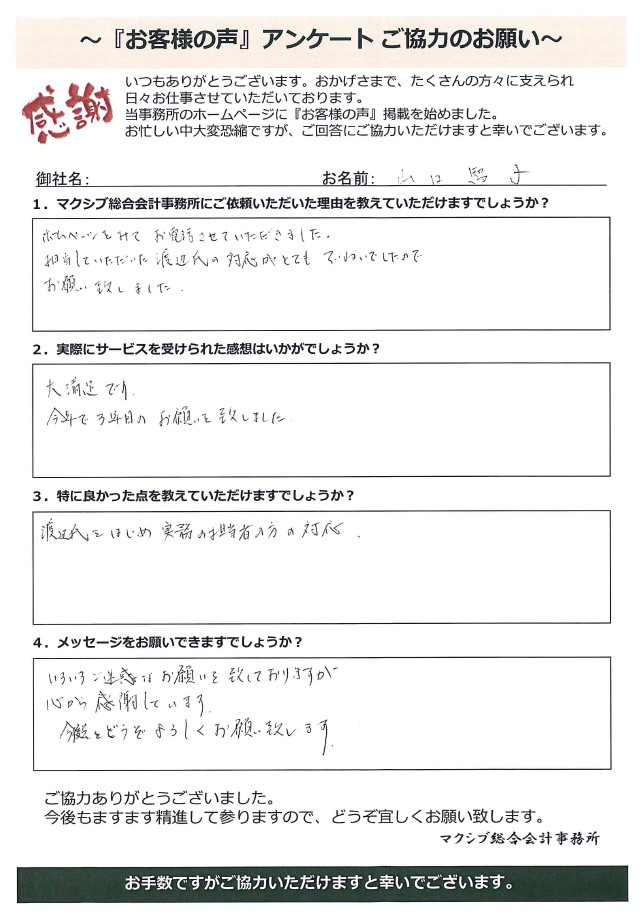 ～『お客様の声』アンケート ご協力のお願い～
感謝
いつもありがとうございます。おかげさまで、たくさんの方々に支えられ
日々お仕事させていただいております。
当事務所のホームページに『お客様の声』掲載を始めました。
お忙しい中大変恐縮ですが、ご回答にご協力いただけますと幸いでございます。
御社名: お名前: 山口 子
1．マクシブ総合会計事務所にご依頼いただいた理由を教えていただけますでしょうか？
ホームページをみて お電話させていただきました。
担当していただいた 渡辺氏の対応がとても ていねいでしたので
お願い致しました。
2．実際にサービスを受けられた感想はいかがでしょうか？
大満足です。
今年で3年目の お願いを致しました
3．特に良かった点を教えていただけますでしょうか？
渡辺氏をはじめ 実務の担当者の方の対応．
4．メッセージをお願いできますでしょうか？
いろいろご迷惑なお願いを致しておりますが
心から感謝しています。
今後もどうぞよろしくお願い致します。
ご協力ありがとうございました。
今後もますます精進して参りますので、どうぞ宜しくお願い致します。
マクシブ総合会計事務所
お手数ですがご協力いただけますと幸いでございます。